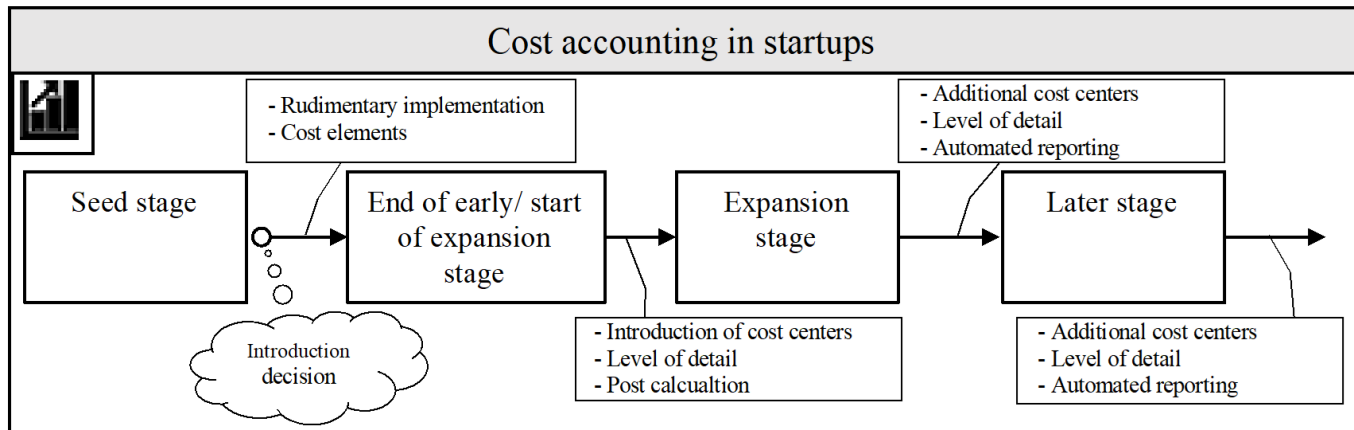 Cost accounting in startups
- Rudimentary implementation
- Cost elements
- Additional cost centers
- Level of detail
- Automated reporting
Seed stage
End of early/ start
of expansion
stage
Expansion
stage
Later stage
Introduction
decision
- Introduction of cost centers
- Level of detail
- Post calcualtion
- Additional cost centers
- Level of detail
- Automated reporting